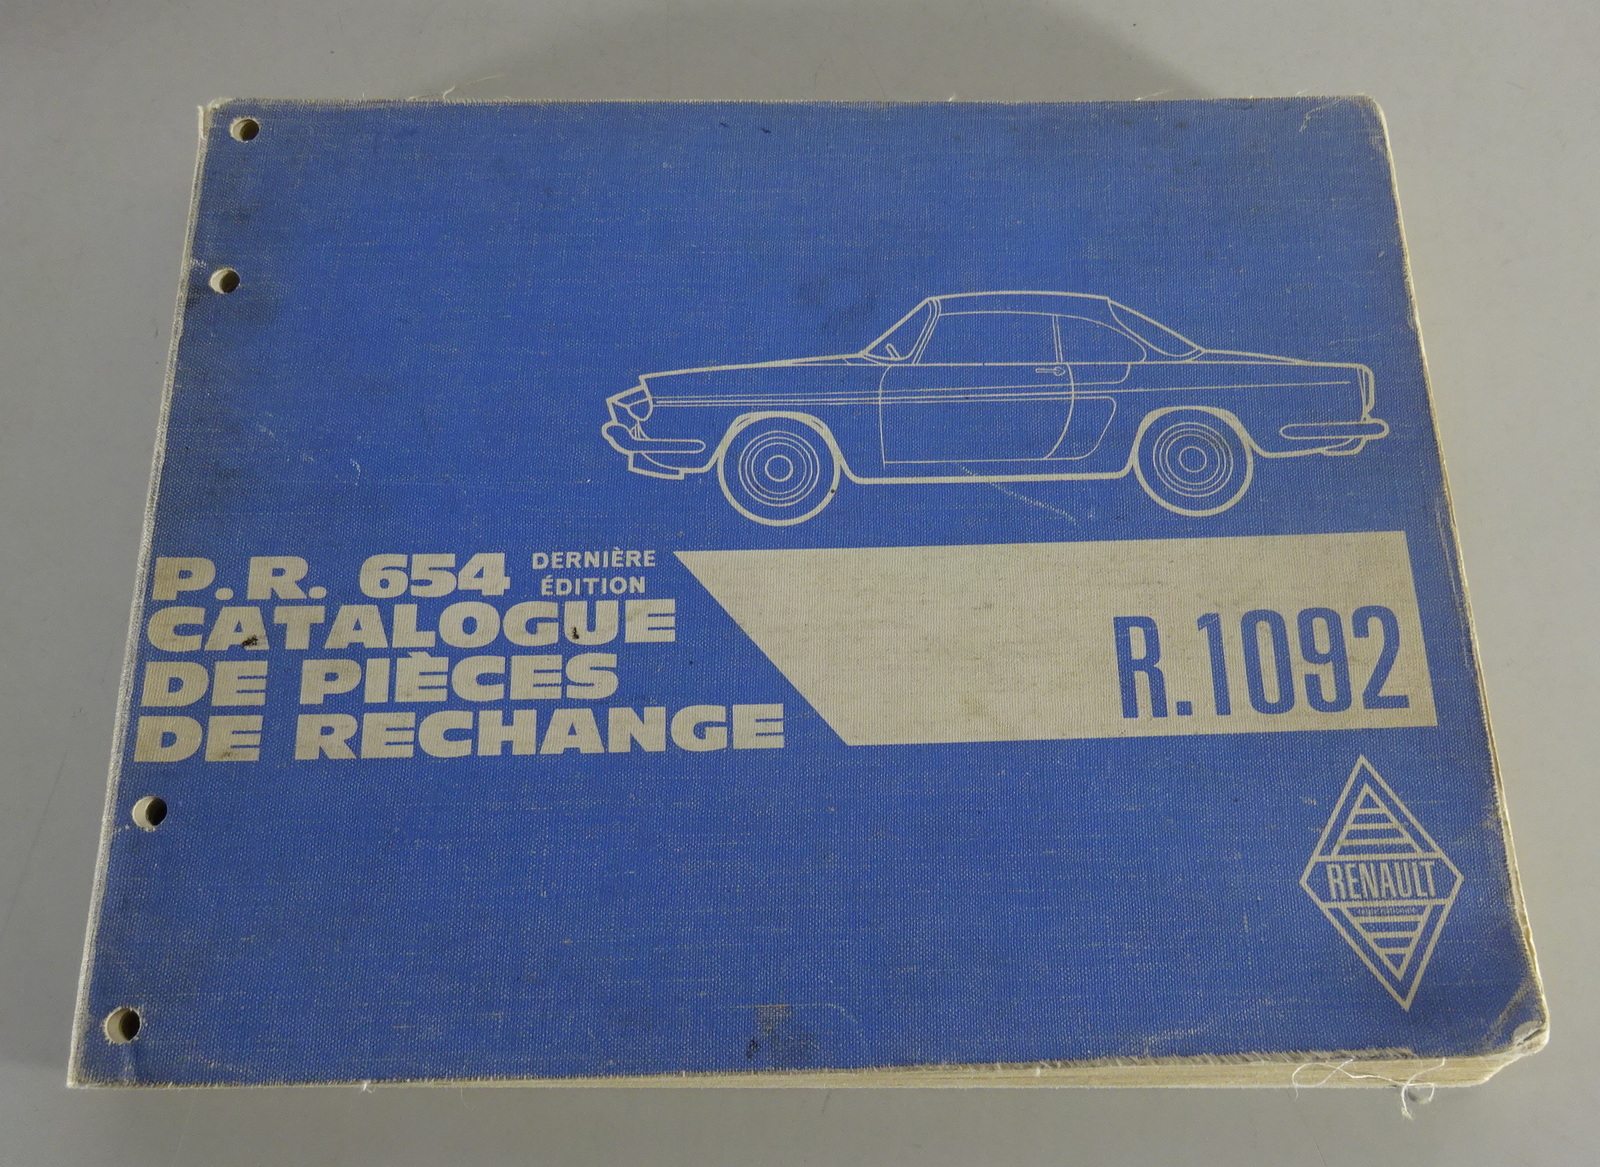 P.R. 654 DERNIÈRE ÉDITION
CATALOGUE
DE PIÈCES
DE RECHANGE
R.1092
RENAULT